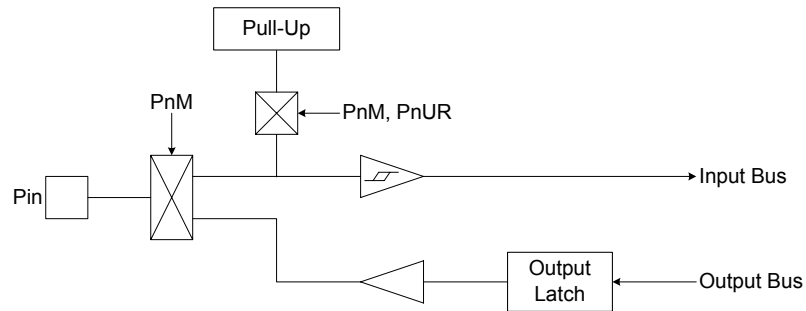 Pull-Up
PnM
PnM, PnUR
Pin
Input Bus
Output
Latch
Output Bus